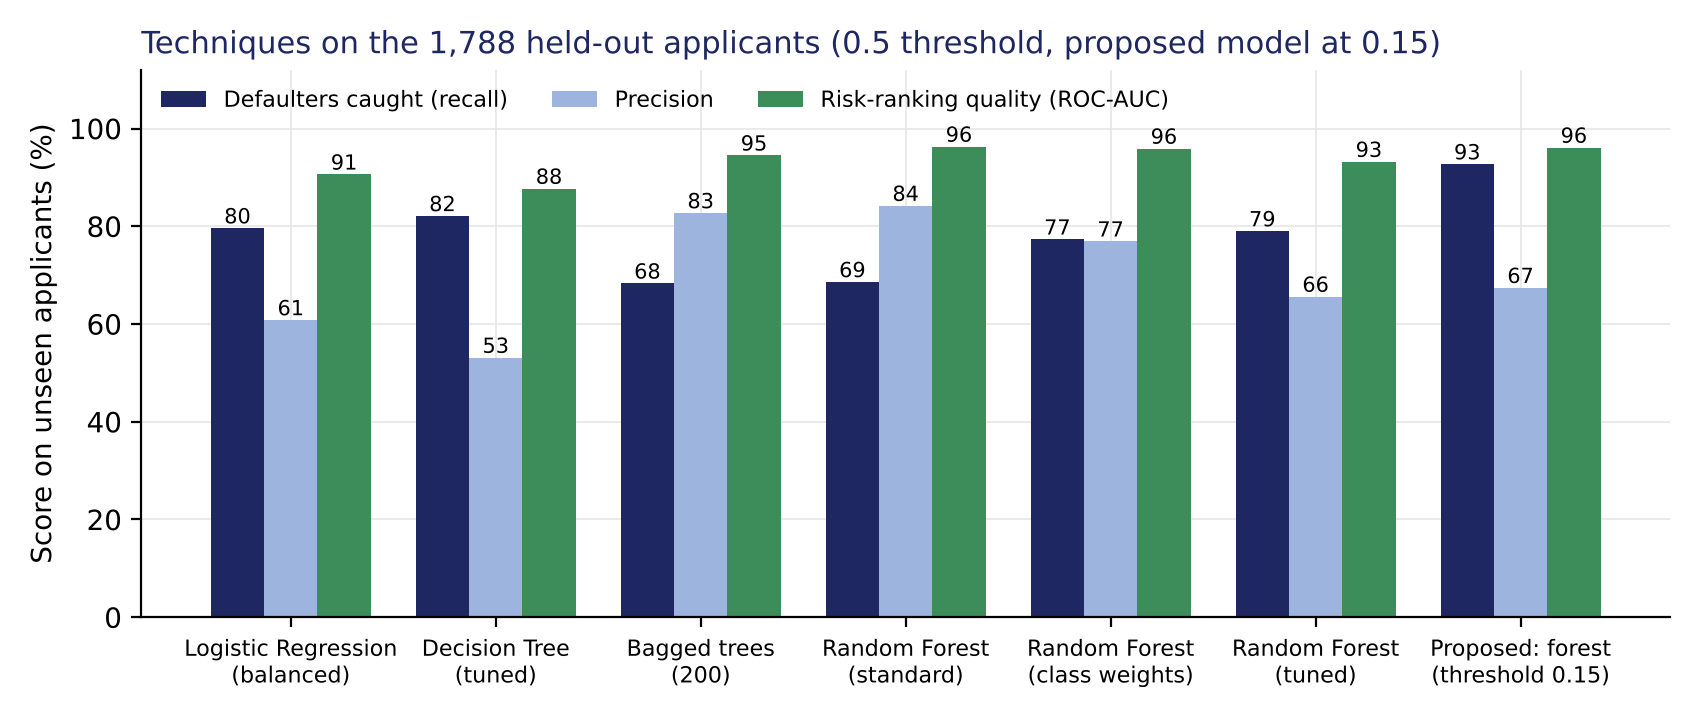 Techniques on the 1,788 held-out applicants (0.5 threshold, proposed model at 0.15)
Defaulters caught (recall) Precision Risk-ranking quality (ROC-AUC)
Score on unseen applicants (%)
100
80
60
40
20
0
80 61 91
82 53 88
68 83 95
69 84 96
77 77 96
79 66 93
93 67 96
Logistic Regression
(balanced)
Decision Tree
(tuned)
Bagged trees
(200)
Random Forest
(standard)
Random Forest
(class weights)
Random Forest
(tuned)
Proposed: forest
(threshold 0.15)